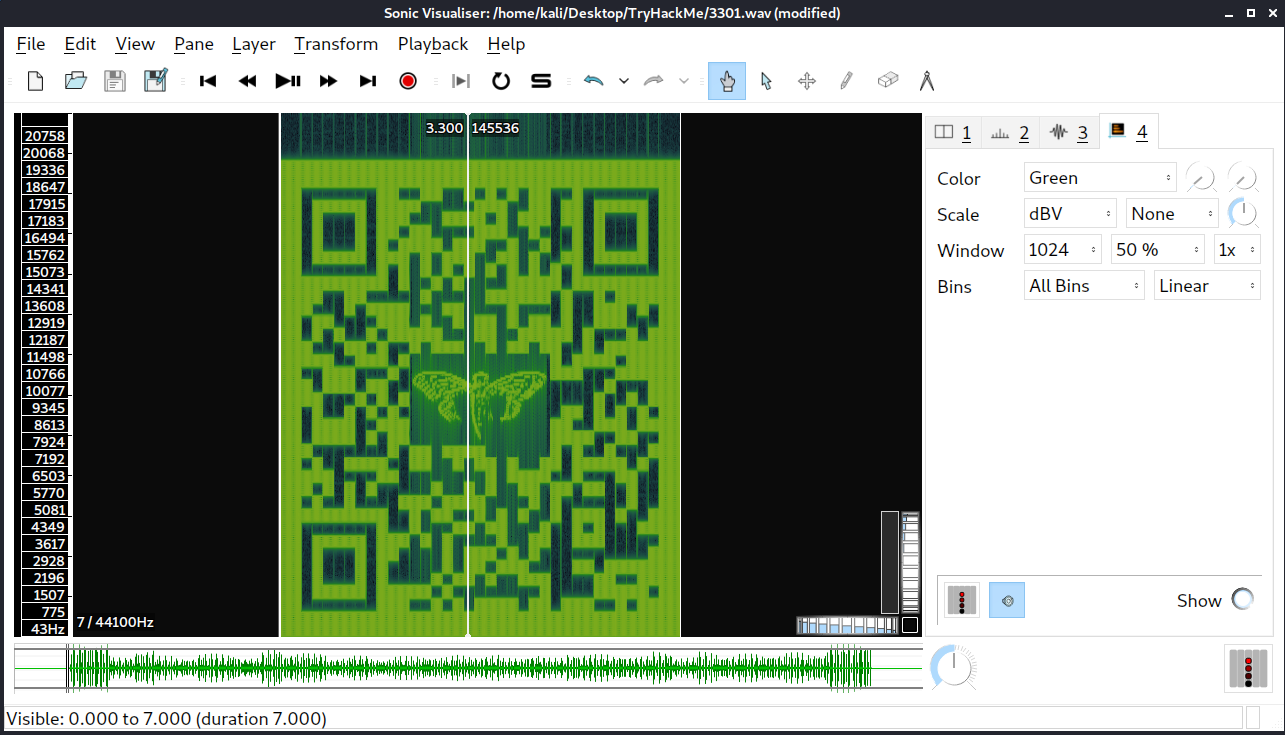 Sonic Visualiser: /home/kali/Desktop/TryHackMe/3301.wav (modified)
File Edit View Pane Layer Transform Playback Help
3.300 145536
20758
20068
19336
18647
17915
17183
16494
15762
15073
14341
13608
12919
12187
11498
10766
10077
9345
8613
7924
7192
6503
5770
5081
4349
3617
2928
2196
1507
775
43Hz
7 / 44100Hz
1 2 3 4
Color Green
Scale dBV None
Window 1024 50 % 1x
Bins All Bins Linear
Show
Visible: 0.000 to 7.000 (duration 7.000)